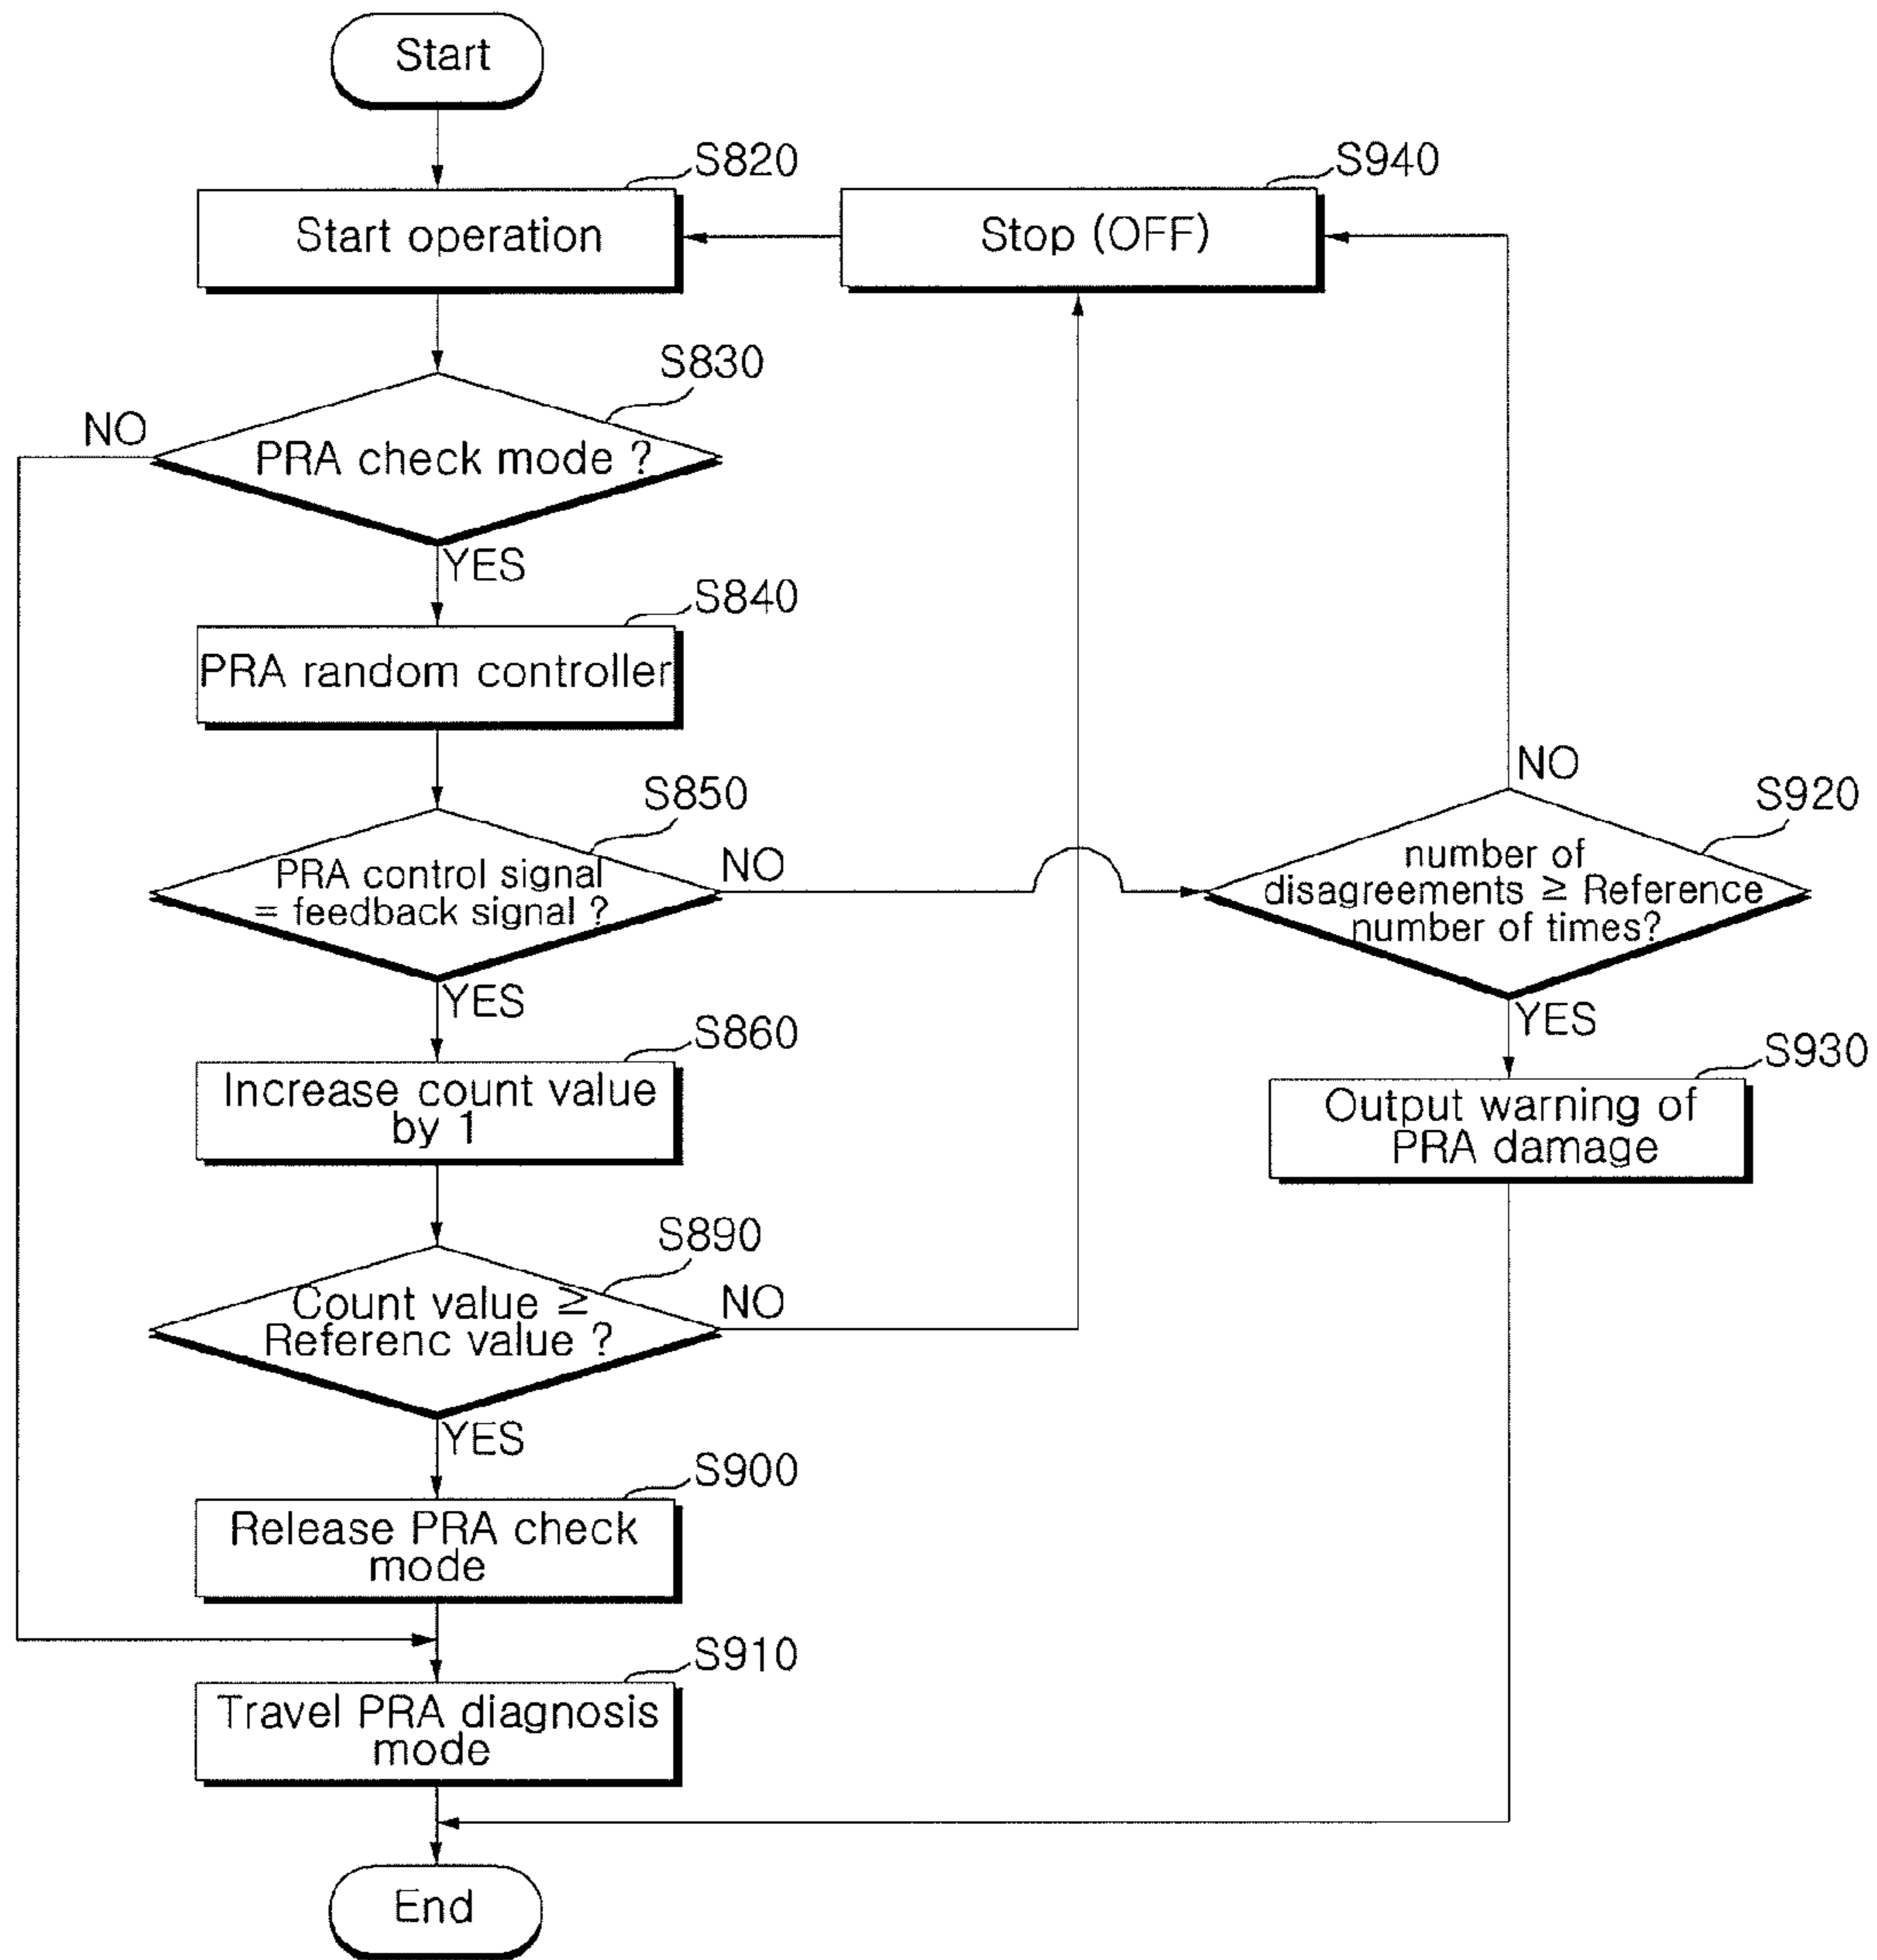 Start
S820
Start operation
S940
Stop (OFF)
S830
NO
PRA check mode ?
YES
S840
PRA random controller
S850
NO
PRA control signal
= feedback signal ?
YES
NO
S920
number of
disagreements ≥ Reference
number of times?
YES
S860
Increase count value
by 1
S930
Output warning of
PRA damage
S890
NO
Count value ≥
Referenc value ?
YES
S900
Release PRA check
mode
S910
Travel PRA diagnosis
mode
End